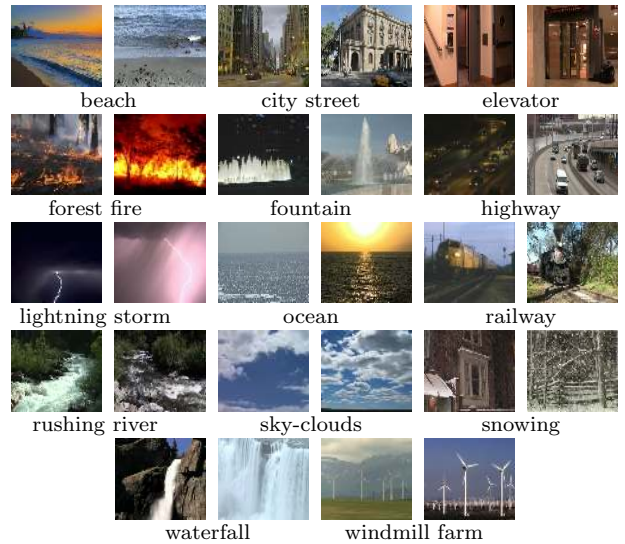 beach city street elevator
forest fire fountain highway
lightning storm ocean railway
rushing river sky-clouds snowing
waterfall windmill farm